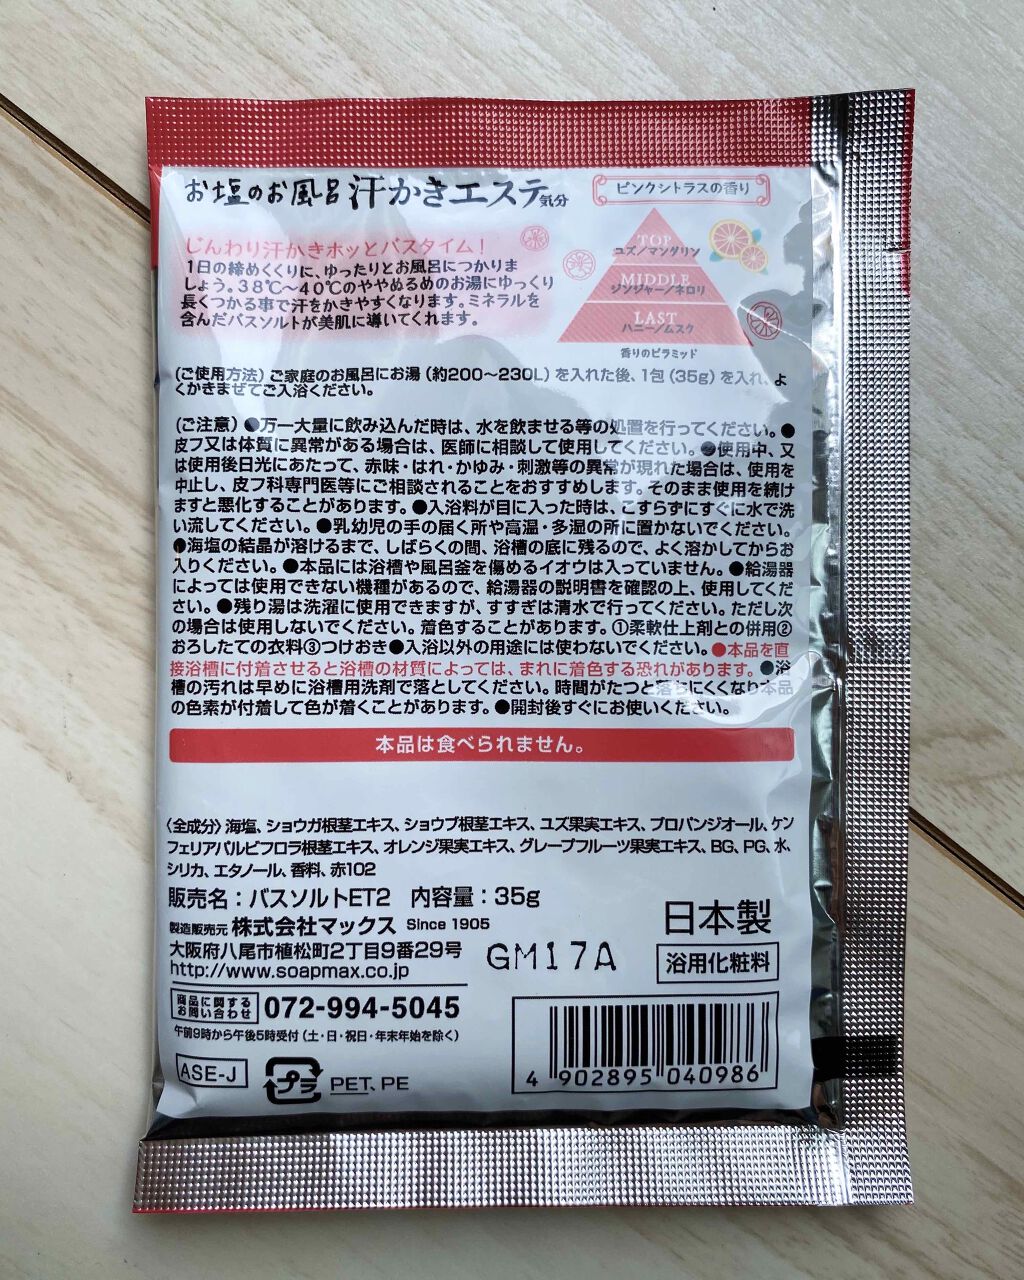 お塩のお風呂 汗かきエステ気分
ピンクシトラスの香り
じんわり汗かきホッとバスタイム!
1日の締めくくりに、ゆったりとお風呂につかりま
しょう。38℃〜40℃のややぬるめのお湯にゆっくり
長くつかる事で汗をかきやすくなります。ミネラルを
含んだバスソルトが美肌に導いてくれます。
TOP
ユズ/マンダリン
MIDDLE
ジンジャー/ネロリ
LAST
ハニー/ムスク
香りのピラミッド
(ご使用方法)ご家庭のお風呂にお湯(約200〜230L)を入れた後、1包(35g)を入れ、よ
くかきまぜてご入浴ください。
(ご注意)●万一大量に飲み込んだ時は、水を飲ませる等の処置を行ってください。●
皮フ又は体質に異常がある場合は、医師に相談して使用してください。●使用中、又
は使用後日光にあたって、赤味・はれ・かゆみ・刺激等の異常が現れた場合は、使用を
中止し、皮フ科専門医等にご相談されることをおすすめします。そのまま使用を続け
ますと悪化することがあります。●入浴料が目に入った時は、こすらずにすぐに水で洗
い流してください。●乳幼児の手の届く所や高温・多湿の所に置かないでください。
●海塩の結晶が溶けるまで、しばらくの間、浴槽の底に残るので、よく溶かしてからお
入りください。●本品には浴槽や風呂釜を傷めるイオウは入っていません。●給湯器
によっては使用できない機種があるので、給湯器の説明書を確認の上、使用してくだ
さい。●残り湯は洗濯に使用できますが、すすぎは清水で行ってください。ただし次
の場合は使用しないでください。着色することがあります。①柔軟仕上剤との併用②
おろしたての衣料③つけおき●入浴以外の用途には使わないでください。●本品を直
接浴槽に付着させると浴槽の材質によっては、まれに着色する恐れがあります。●浴
槽の汚れは早めに浴槽用洗剤で落としてください。時間がたつと落ちにくくなり本品
の色素が付着して色が着くことがあります。●開封後すぐにお使いください。
本品は食べられません。
〈全成分〉海塩、ショウガ根茎エキス、ショウブ根茎エキス、ユズ果実エキス、プロパンジオール、ケン
フェリアパルビフロラ根茎エキス、オレンジ果実エキス、グレープフルーツ果実エキス、BG、PG、水、
シリカ、エタノール、香料、赤102
販売名:バスソルトET2 内容量:35g
製造販売元 株式会社マックス Since 1905
日本製
大阪府八尾市植松町2丁目9番29号
GM17A
浴用化粧料
http://www.soapmax.co.jp
商品に関する
お問い合わせ
072-994-5045
午前9時から午後5時受付(土・日・祝日・年末年始を除く)
ASE-J
プラ
PET、PE
4 902895 040986